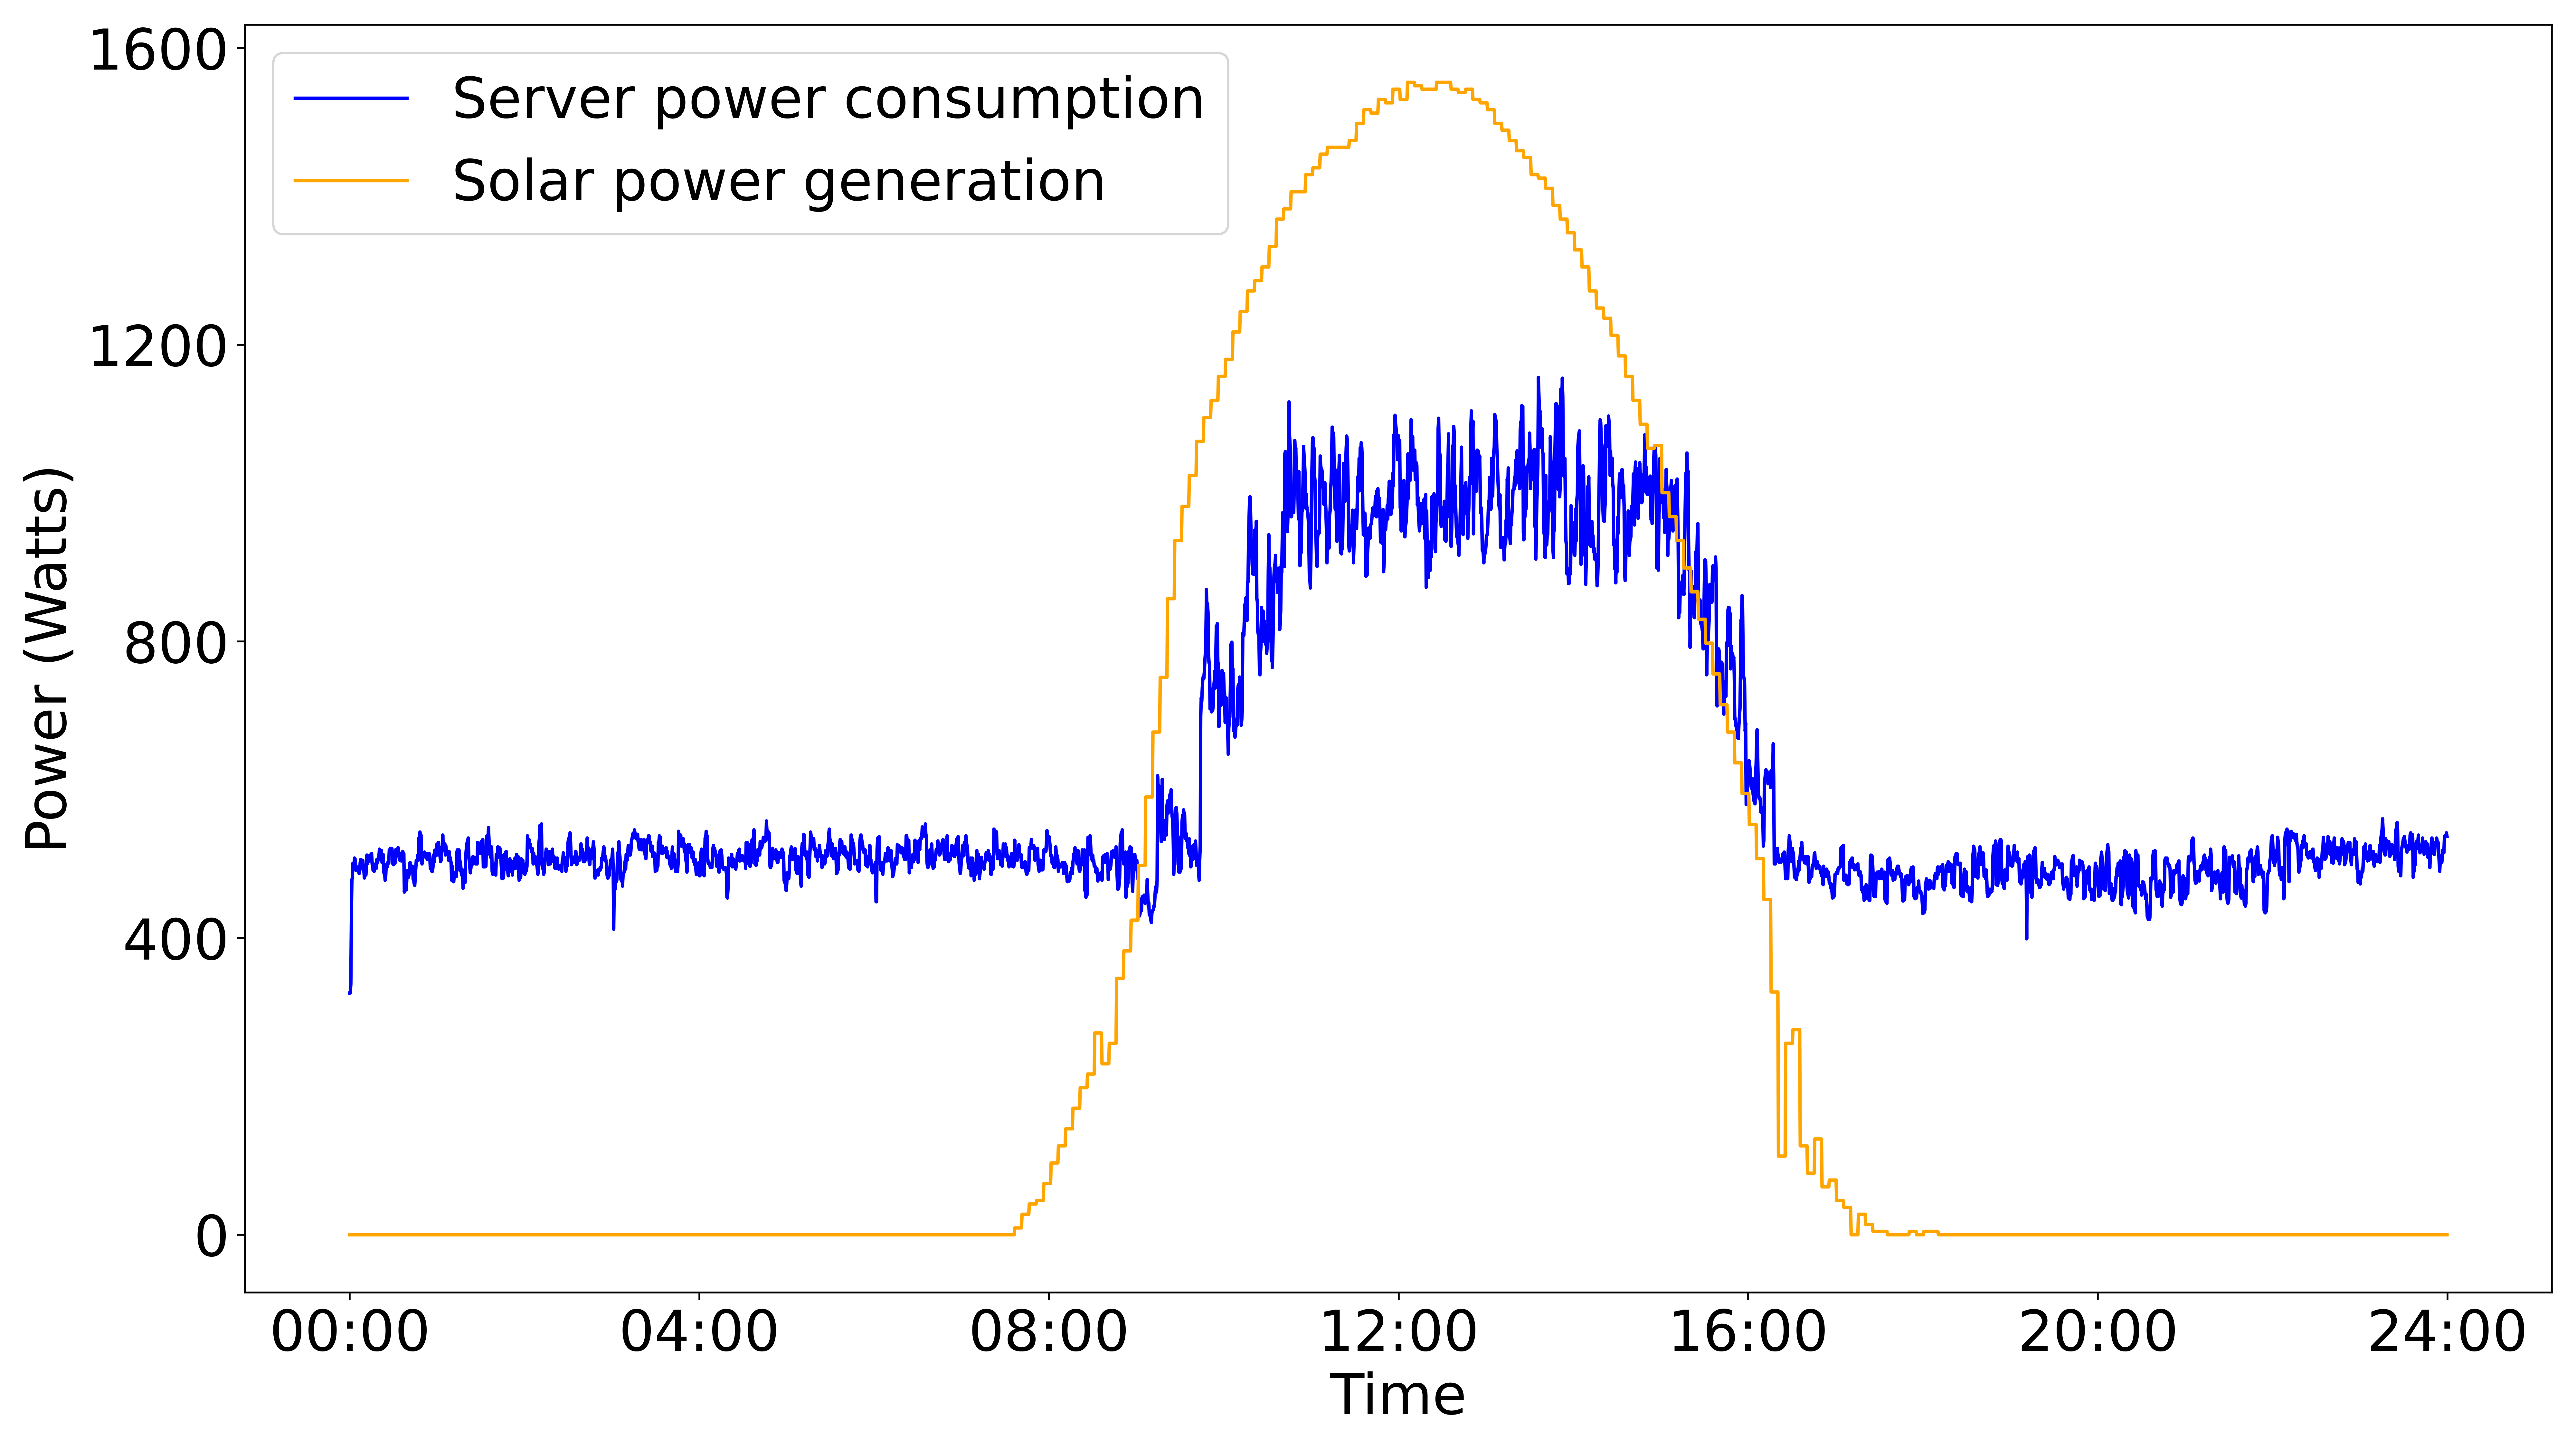 1600
1200
800
400
0
Power (Watts)
Server power consumption
Solar power generation
00:00 04:00 08:00 12:00 16:00 20:00 24:00
Time